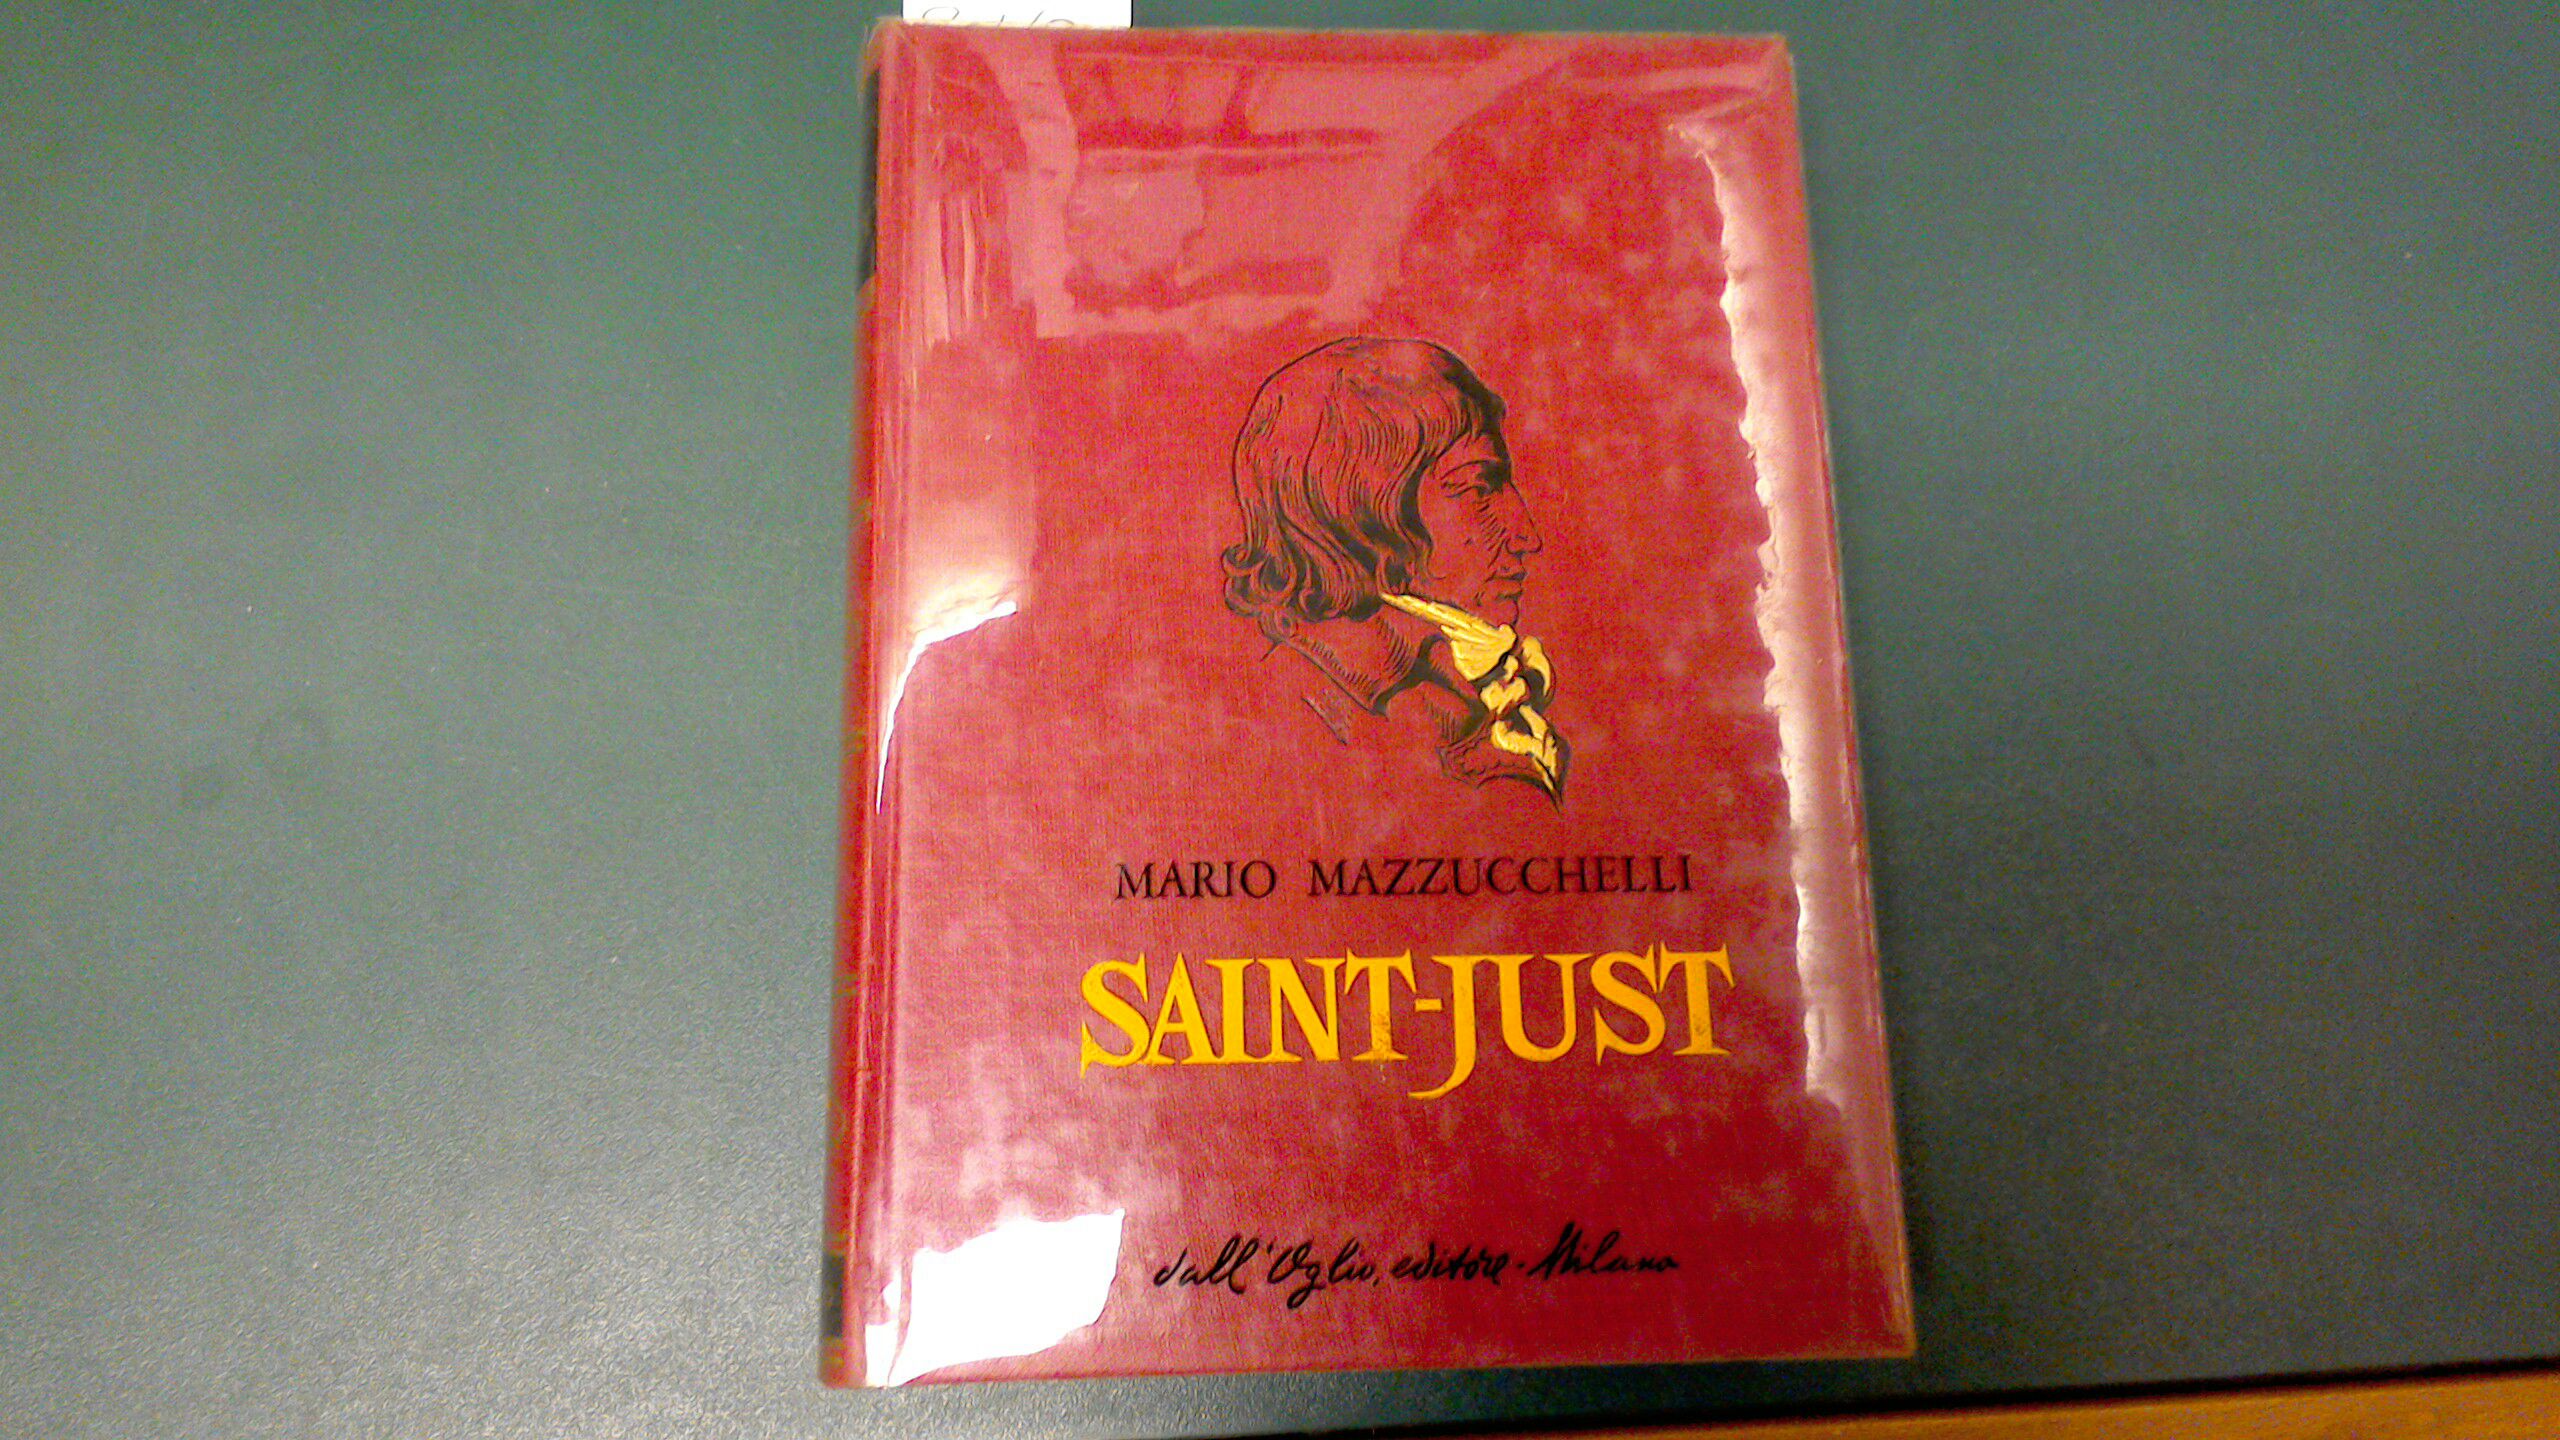 MARIO MAZZUCCHELLI
SAINT-JUST
dall'Oglio, editore - Milano